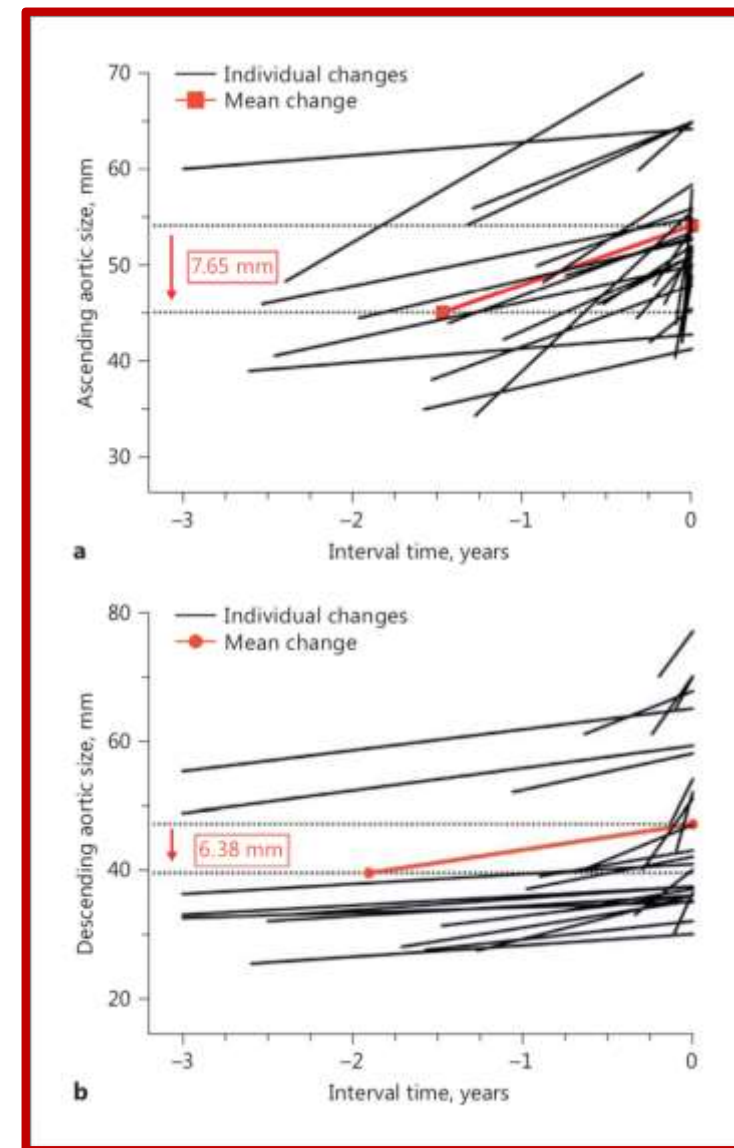 70
Individual changes
Mean change
60
50
40
30
Ascending aortic size, mm
7.65 mm
–3
–2
–1
0
Interval time, years
a
80
Individual changes
Mean change
60
40
20
Descending aortic size, mm
6.38 mm
–3
–2
–1
0
Interval time, years
b